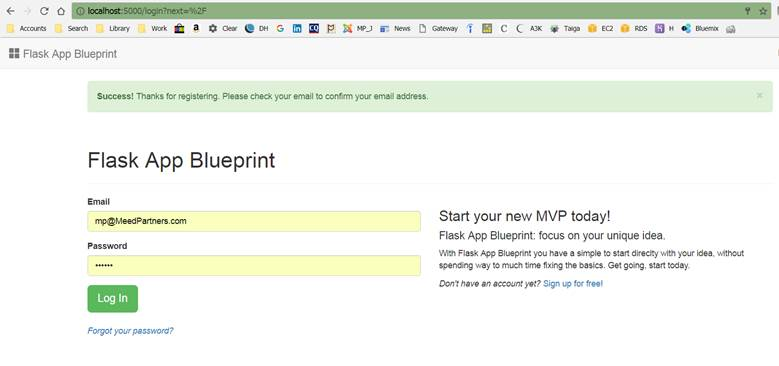 localhost:5000/login?next=%2F
Accounts Search Library Work Clear DH G CQ MP_J News Gateway C A3K Taiga EC2 RDS H Bluemix
Flask App Blueprint
Success! Thanks for registering. Please check your email to confirm your email address. ×
Flask App Blueprint
Email
mp@MeedPartners.com
Password
••••••
Log In
Forgot your password?
Start your new MVP today!
Flask App Blueprint: focus on your unique idea.
With Flask App Blueprint you have a simple to start direclty with your idea, without
spending way to much time fixing the basics. Get going, start today.
Don't have an account yet? Sign up for free!